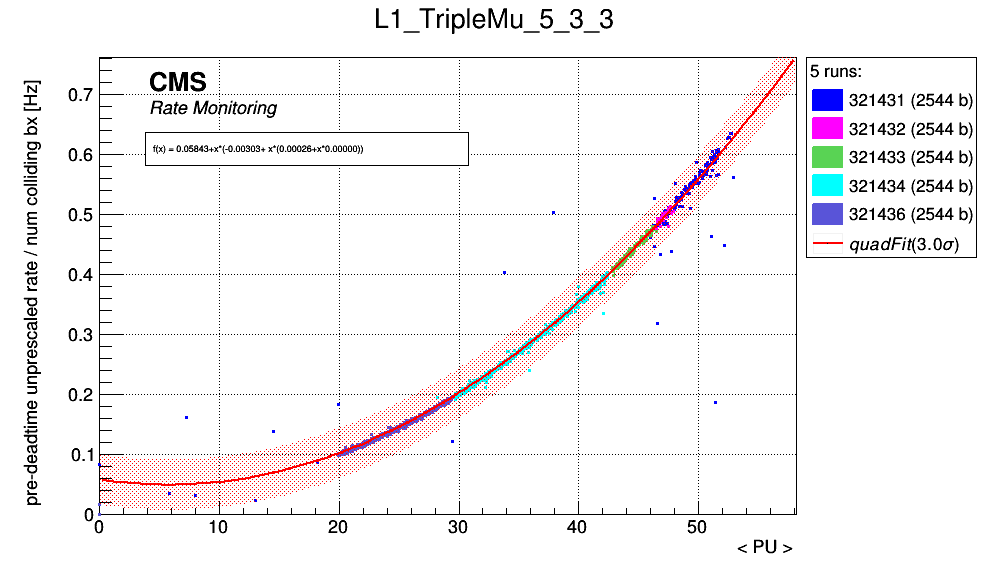 L1_TripleMu_5_3_3
CMS
Rate Monitoring
f(x) = 0.05843+x*(-0.00303+ x*(0.00026+x*0.00000))
pre-deadtime unprescaled rate / num colliding bx [Hz]
0.7
0.6
0.5
0.4
0.3
0.2
0.1
0
0 10 20 30 40 50
< PU >
5 runs:
321431 (2544 b)
321432 (2544 b)
321433 (2544 b)
321434 (2544 b)
321436 (2544 b)
quadFit(3.0σ)